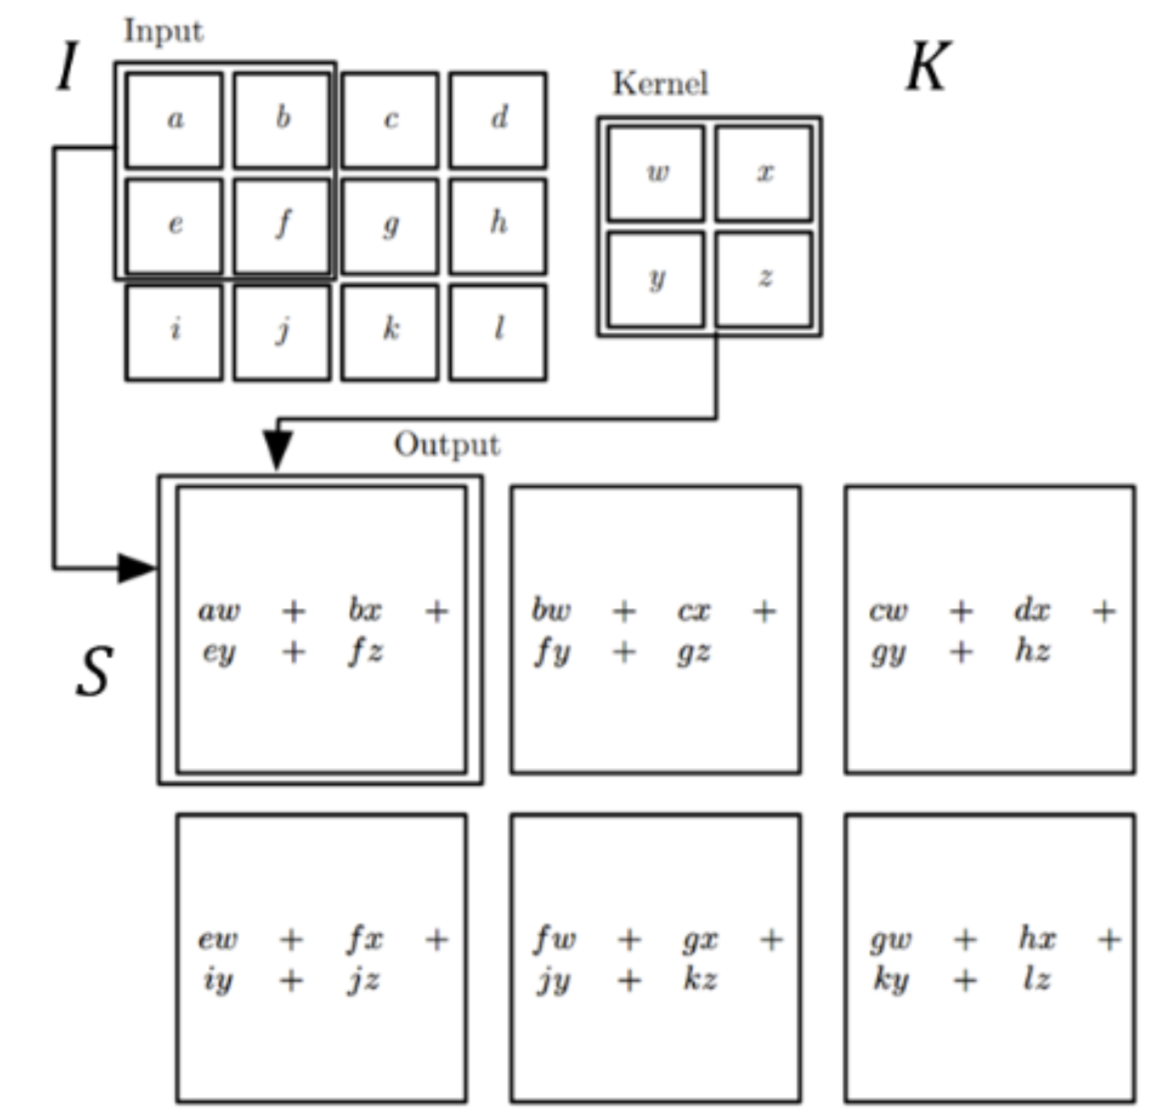 I
Input
K
Kernel
a b c d
e f g h
i j k l
w x
y z
Output
S
aw + bx +
ey + fz
bw + cx +
fy + gz
cw + dx +
gy + hz
ew + fx +
iy + jz
fw + gx +
jy + kz
gw + hx +
ky + lz